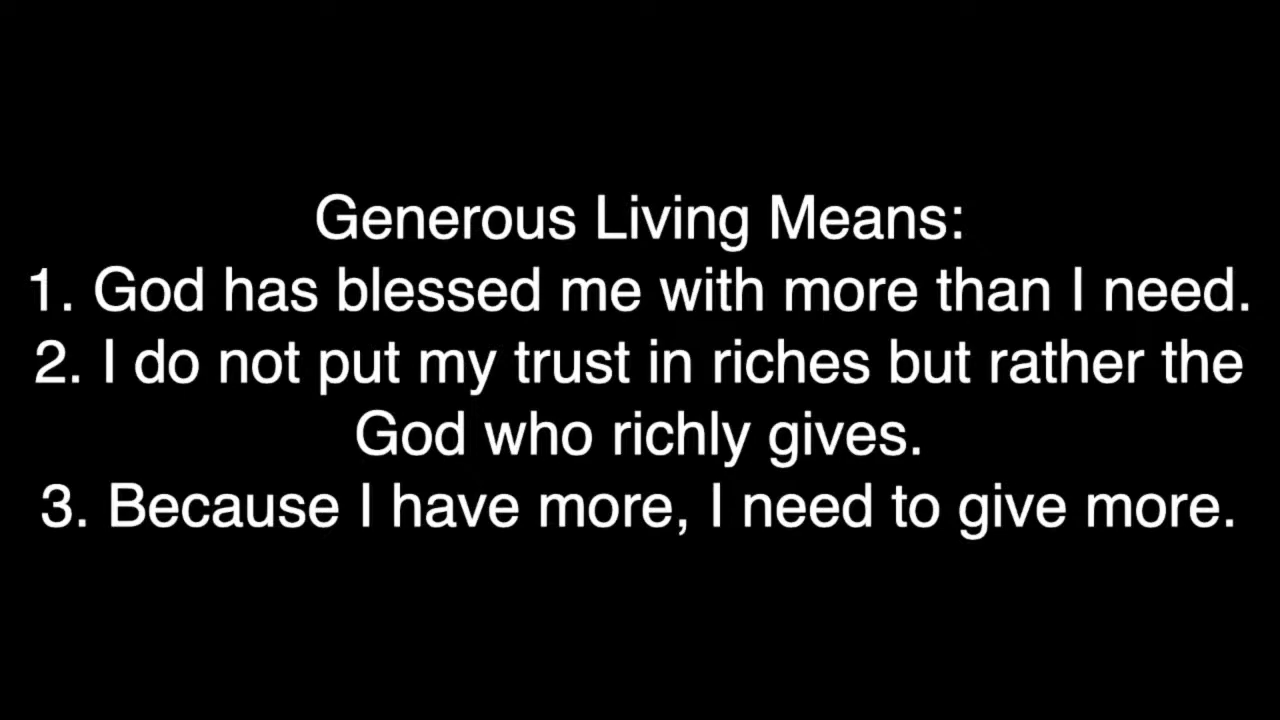 Generous Living Means:
1. God has blessed me with more than I need.
2. I do not put my trust in riches but rather the
God who richly gives.
3. Because I have more, I need to give more.